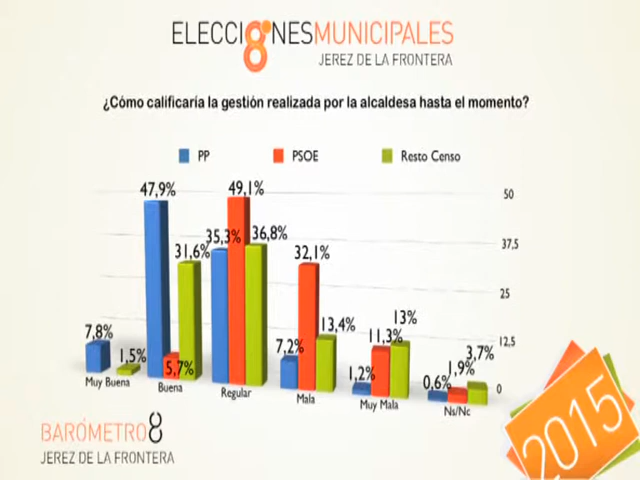 ELECCIONES MUNICIPALES
JEREZ DE LA FRONTERA
¿Cómo calificaría la gestión realizada por la alcaldesa hasta el momento?
PP PSOE Resto Censo
47,9% 49,1% 50
35,3% 36,8% 37,5
31,6% 32,1% 25
7,8% 1,5% 5,7% 7,2% 13,4% 1,2% 11,3% 13% 12,5
0,6% 1,9% 3,7% 0
Muy Buena Buena Regular Mala Muy Mala Ns/Nc
BARÓMETRO 8
JEREZ DE LA FRONTERA
2015